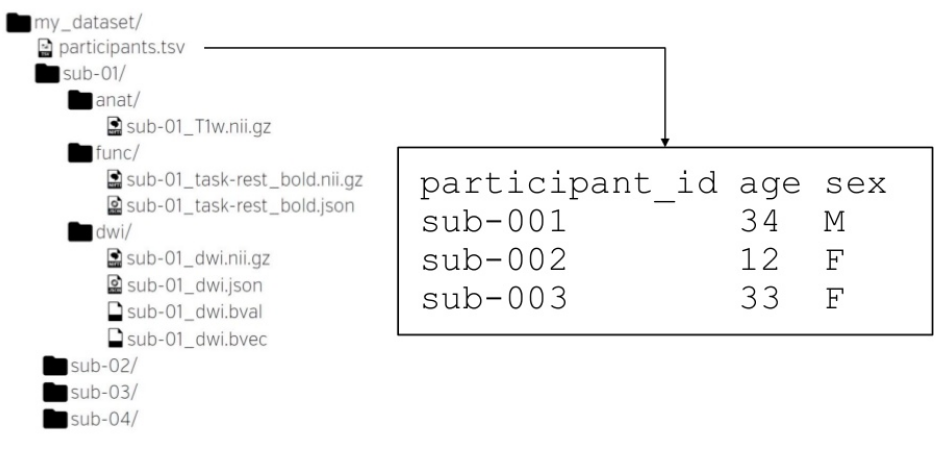 my_dataset/
participants.tsv
sub-01/
anat/
sub-01_T1w.nii.gz
func/
sub-01_task-rest_bold.nii.gz
sub-01_task-rest_bold.json
dwi/
sub-01_dwi.nii.gz
sub-01_dwi.json
sub-01_dwi.bval
sub-01_dwi.bvec
sub-02/
sub-03/
sub-04/
participant_id age sex
sub-001 34 M
sub-002 12 F
sub-003 33 F